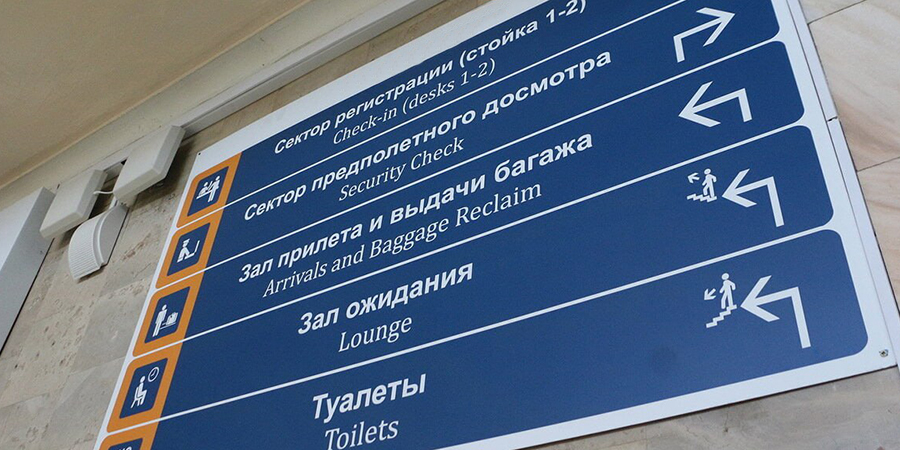 Сектор регистрации (стойка 1-2)
Check-in (desks 1-2)
Сектор предполетного досмотра
Security Check
Зал прилета и выдачи багажа
Arrivals and Baggage Reclaim
Зал ожидания
Lounge
Туалеты
Toilets